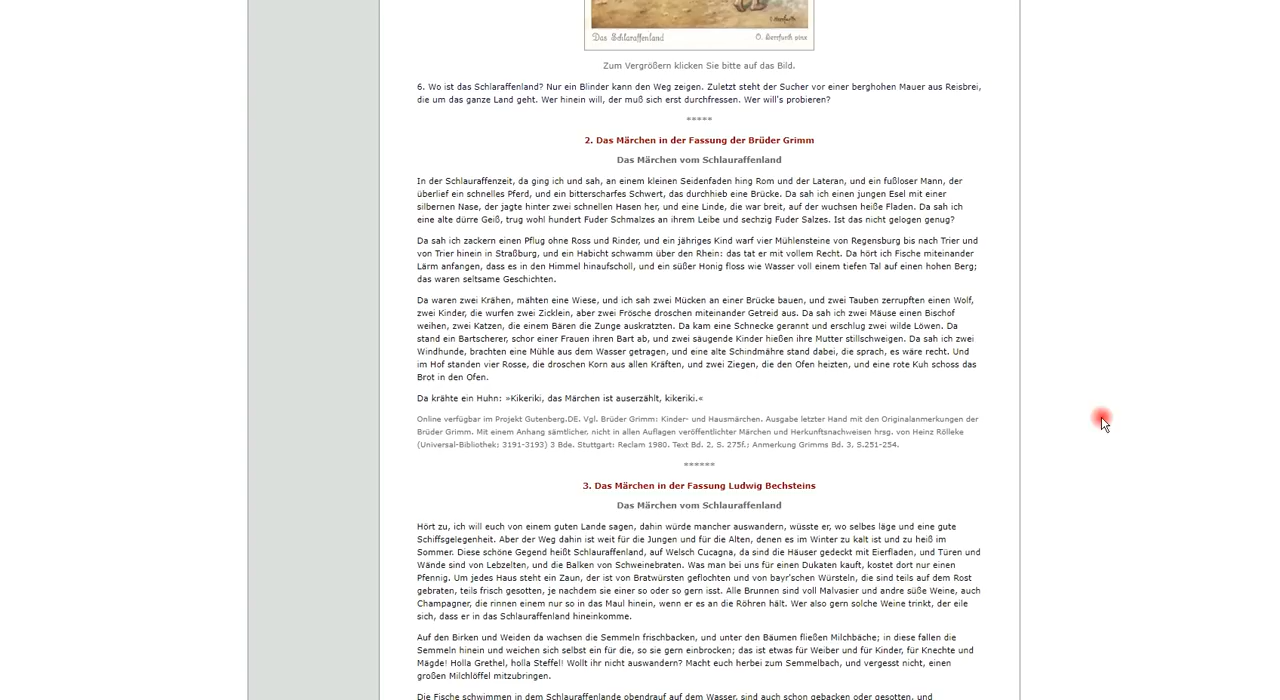 Das Schlaraffenland
O. Herrfurth pinx
Zum Vergrößern klicken Sie bitte auf das Bild.
6. Wo ist das Schlaraffenland? Nur ein Blinder kann den Weg zeigen. Zuletzt steht der Sucher vor einer berghohen Mauer aus Reisbrei,
die um das ganze Land geht. Wer hinein will, der muß sich erst durchfressen. Wer will's probieren?
*****
2. Das Märchen in der Fassung der Brüder Grimm
Das Märchen vom Schlauraffenland
In der Schlauraffenzeit, da ging ich und sah, an einem kleinen Seidenfaden hing Rom und der Lateran, und ein fußloser Mann, der
überlief ein schnelles Pferd, und ein bitterscharfes Schwert, das durchhieb eine Brücke. Da sah ich einen jungen Esel mit einer
silbernen Nase, der jagte hinter zwei schnellen Hasen her, und eine Linde, die war breit, auf der wuchsen heiße Fladen. Da sah ich
eine alte dürre Geiß, trug wohl hundert Fuder Schmalzes an ihrem Leibe und sechzig Fuder Salzes. Ist das nicht gelogen genug?
Da sah ich zackern einen Pflug ohne Ross und Rinder, und ein jähriges Kind warf vier Mühlensteine von Regensburg bis nach Trier und
von Trier hinein in Straßburg, und ein Habicht schwamm über den Rhein: das tat er mit vollem Recht. Da hört ich Fische miteinander
Lärm anfangen, dass es in den Himmel hinaufscholl, und ein süßer Honig floss wie Wasser voll einem tiefen Tal auf einen hohen Berg;
das waren seltsame Geschichten.
Da waren zwei Krähen, mähten eine Wiese, und ich sah zwei Mücken an einer Brücke bauen, und zwei Tauben zerrupften einen Wolf,
zwei Kinder, die wurfen zwei Zicklein, aber zwei Frösche droschen miteinander Getreid aus. Da sah ich zwei Mäuse einen Bischof
weihen, zwei Katzen, die einem Bären die Zunge auskratzten. Da kam eine Schnecke gerannt und erschlug zwei wilde Löwen. Da
stand ein Bartscherer, schor einer Frauen ihren Bart ab, und zwei säugende Kinder hießen ihre Mutter stillschweigen. Da sah ich zwei
Windhunde, brachten eine Mühle aus dem Wasser getragen, und eine alte Schindmähre stand dabei, die sprach, es wäre recht. Und
im Hof standen vier Rosse, die droschen Korn aus allen Kräften, und zwei Ziegen, die den Ofen heizten, und eine rote Kuh schoss das
Brot in den Ofen.
Da krähte ein Huhn: »Kikeriki, das Märchen ist auserzählt, kikeriki.«
Online verfügbar im Projekt Gutenberg.DE. Vgl. Brüder Grimm: Kinder- und Hausmärchen. Ausgabe letzter Hand mit den Originalanmerkungen der
Brüder Grimm. Mit einem Anhang sämtlicher, nicht in allen Auflagen veröffentlichter Märchen und Herkunftsnachweisen hrsg. von Heinz Rölleke
(Universal-Bibliothek; 3191-3193) 3 Bde. Stuttgart: Reclam 1980. Text Bd. 2, S. 275f.; Anmerkung Grimms Bd. 3, S.251-254.
******
3. Das Märchen in der Fassung Ludwig Bechsteins
Das Märchen vom Schlauraffenland
Hört zu, ich will euch von einem guten Lande sagen, dahin würde mancher auswandern, wüsste er, wo selbes läge und eine gute
Schiffsgelegenheit. Aber der Weg dahin ist weit für die Jungen und für die Alten, denen es im Winter zu kalt ist und zu heiß im
Sommer. Diese schöne Gegend heißt Schlauraffenland, auf Welsch Cucagna, da sind die Häuser gedeckt mit Eierfladen, und Türen und
Wände sind von Lebzelten, und die Balken von Schweinebraten. Was man bei uns für einen Dukaten kauft, kostet dort nur einen
Pfennig. Um jedes Haus steht ein Zaun, der ist von Bratwürsten geflochten und von bayr'schen Würsteln, die sind teils auf dem Rost
gebraten, teils frisch gesotten, je nachdem sie einer so oder so gern isst. Alle Brunnen sind voll Malvasier und andre süße Weine, auch
Champagner, die rinnen einem nur so in das Maul hinein, wenn er es an die Röhren hält. Wer also gern solche Weine trinkt, der eile
sich, dass er in das Schlauraffenland hineinkomme.
Auf den Birken und Weiden da wachsen die Semmeln frischbacken, und unter den Bäumen fließen Milchbäche; in diese fallen die
Semmeln hinein und weichen sich selbst ein für die, so sie gern einbrocken; das ist etwas für Weiber und für Kinder, für Knechte und
Mägde! Holla Grethel, holla Steffel! Wollt ihr nicht auswandern? Macht euch herbei zum Semmelbach, und vergesst nicht, einen
großen Milchlöffel mitzubringen.
Die Fische schwimmen in dem Schlauraffenlande obendrauf auf dem Wasser, sind auch schon gebacken oder gesotten, und